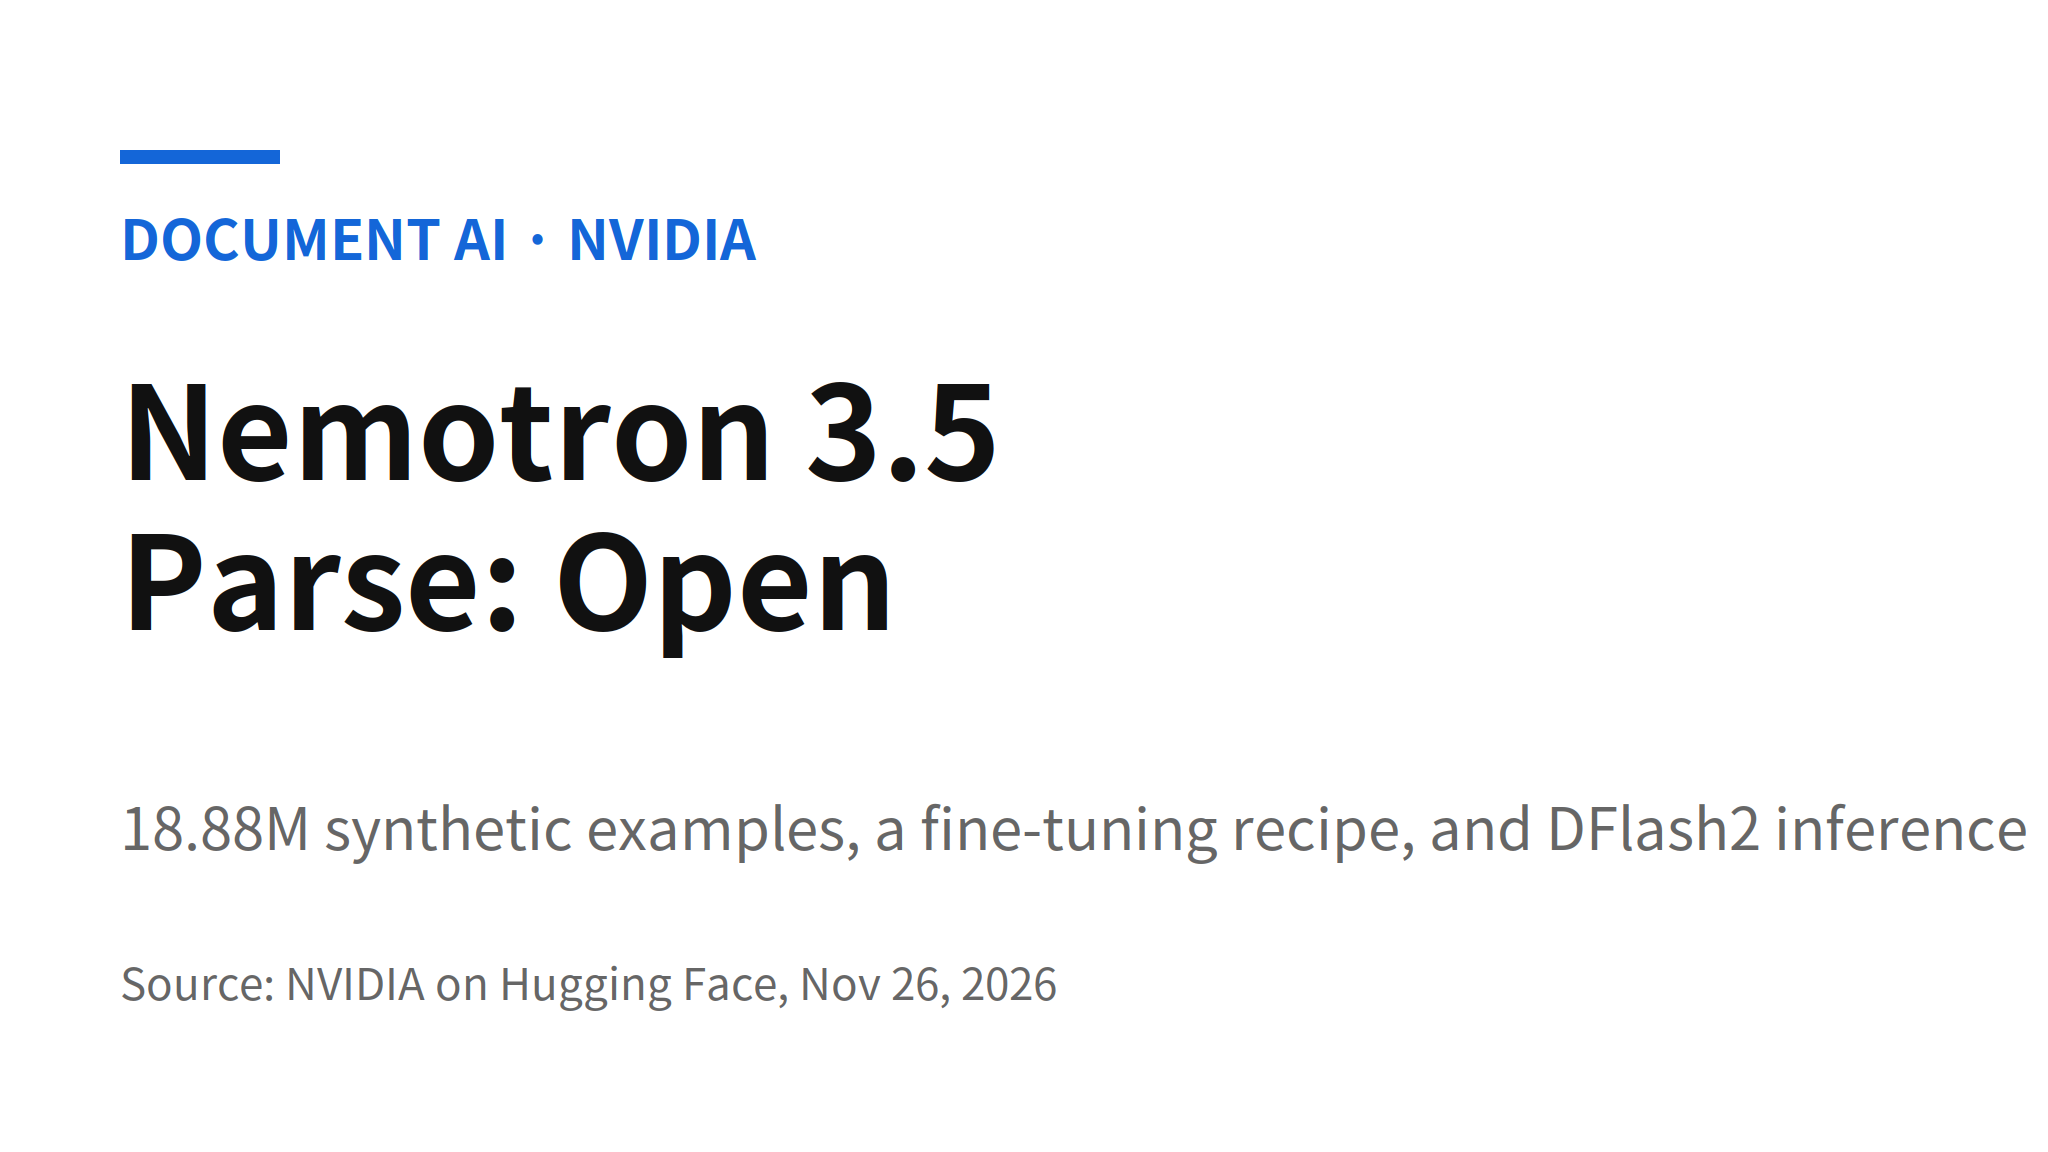 DOCUMENT AI · NVIDIA
Nemotron 3.5
Parse: Open
18.88M synthetic examples, a fine-tuning recipe, and DFlash2 inference
Source: NVIDIA on Hugging Face, Nov 26, 2026